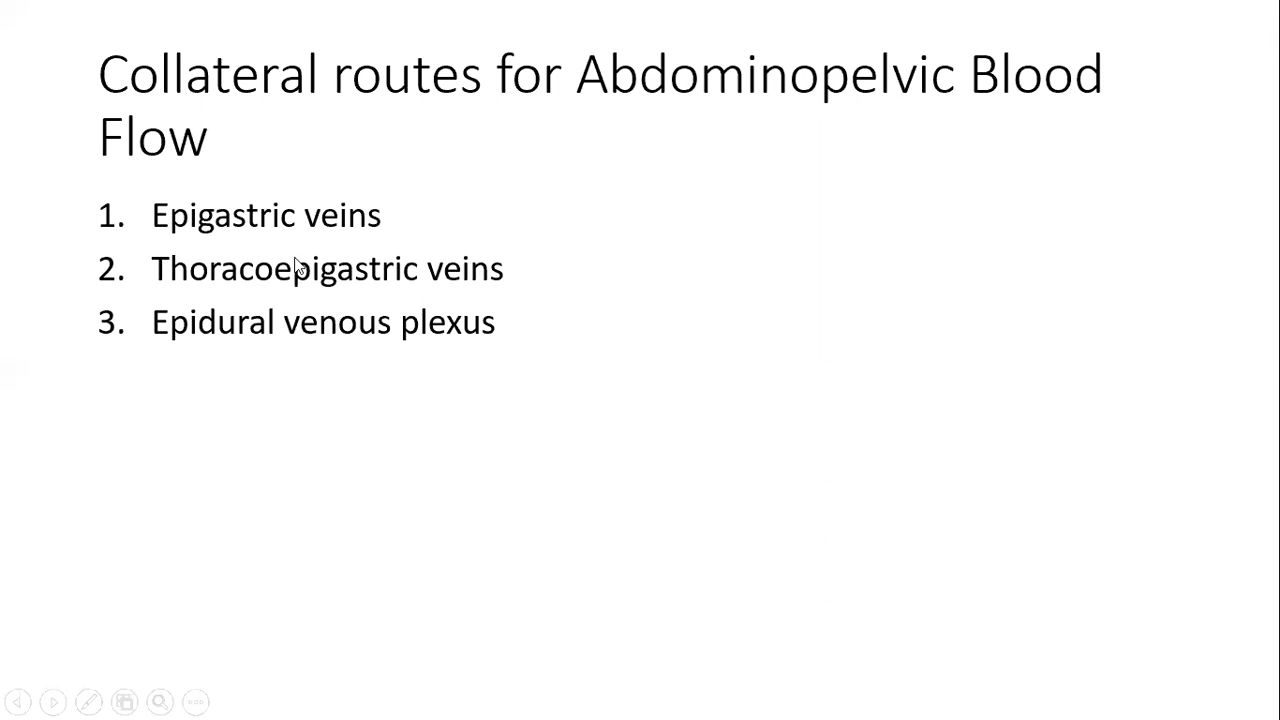 Collateral routes for Abdominopelvic Blood
Flow
1. Epigastric veins
2. Thoracoepigastric veins
3. Epidural venous plexus